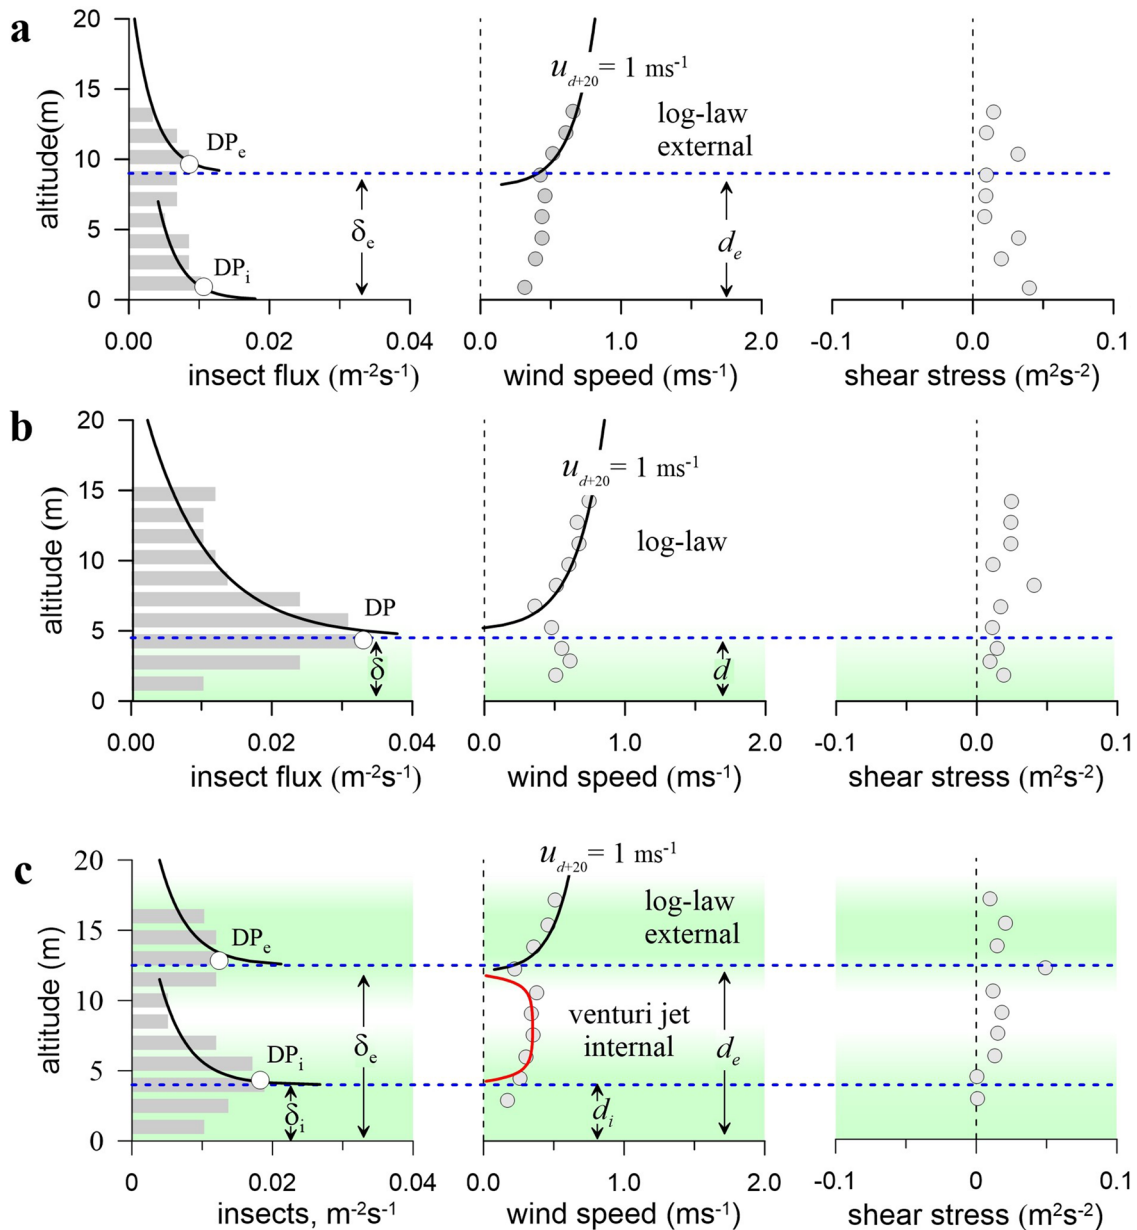 a
20
15
10
5
0
altitude(m)
DPₑ
DPᵢ
δₑ
0.00 0.02 0.04
insect flux (m⁻²s⁻¹)
u_{d+20} = 1 ms⁻¹
log-law
external
dₑ
0.0 1.0 2.0
wind speed (ms⁻¹)
-0.1 0.0 0.1
shear stress (m²s⁻²)
b
20
15
10
5
0
altitude (m)
DP
δ
0.00 0.02 0.04
insect flux (m⁻²s⁻¹)
u_{d+20} = 1 ms⁻¹
log-law
d
0.0 1.0 2.0
wind speed (ms⁻¹)
-0.1 0.0 0.1
shear stress (m²s⁻²)
c
20
15
10
5
0
altitude (m)
DPₑ
DPᵢ
δₑ
δᵢ
0 0.02 0.04
insects, m⁻²s⁻¹
u_{d+20} = 1 ms⁻¹
log-law
external
venturi jet
internal
dₑ
dᵢ
0.0 1.0 2.0
wind speed (ms⁻¹)
-0.1 0 0.1
shear stress (m²s⁻²)